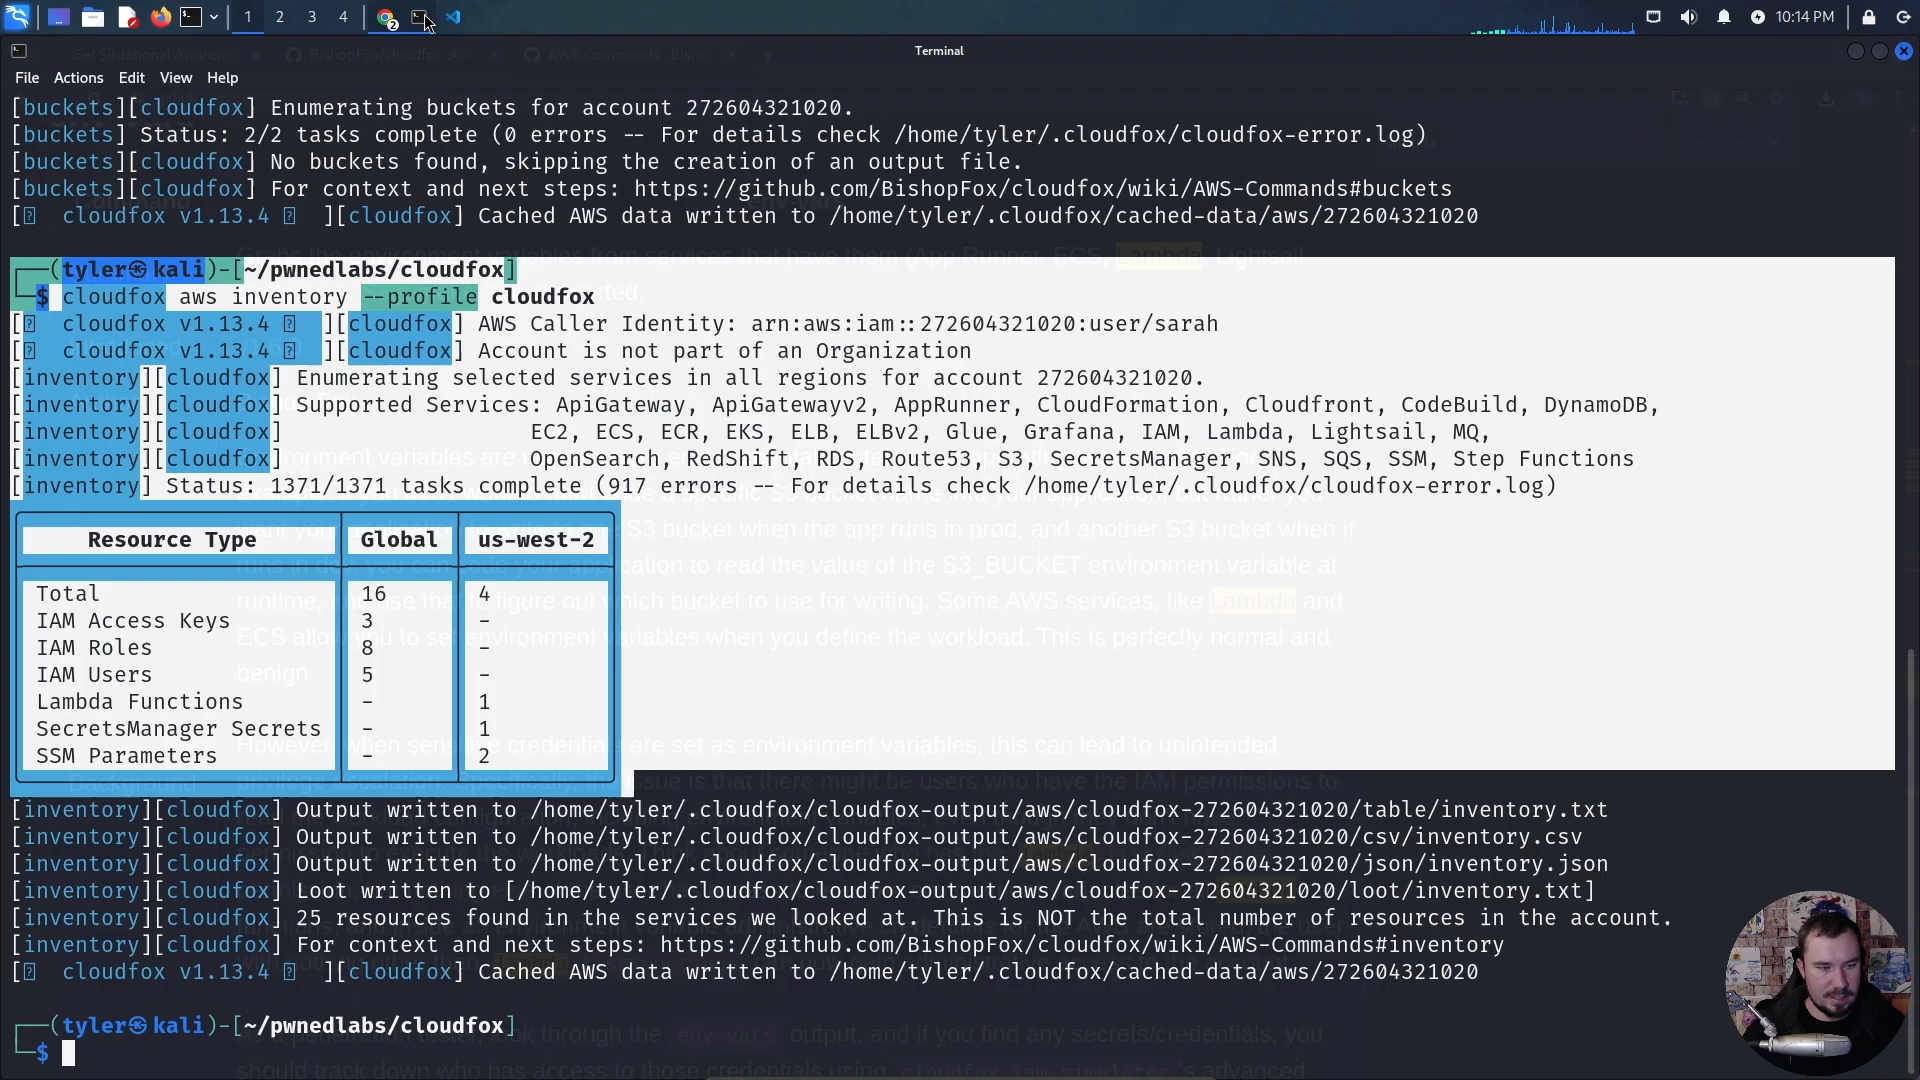 1 2 3 4 2 10:14 PM
Get Situational Awaren BishopFox/cloudfox: AWS Commands · Bisho
Terminal
File Actions Edit View Help
[buckets][cloudfox] Enumerating buckets for account 272604321020.
[buckets] Status: 2/2 tasks complete (0 errors -- For details check /home/tyler/.cloudfox/cloudfox-error.log)
[buckets][cloudfox] No buckets found, skipping the creation of an output file.
[buckets][cloudfox] For context and next steps: https://github.com/BishopFox/cloudfox/wiki/AWS-Commands#buckets
[ cloudfox v1.13.4 ][cloudfox] Cached AWS data written to /home/tyler/.cloudfox/cached-data/aws/272604321020
┌──(tyler㉿kali)-[~/pwnedlabs/cloudfox]
└─$ cloudfox aws inventory --profile cloudfox
[ cloudfox v1.13.4 ][cloudfox] AWS Caller Identity: arn:aws:iam::272604321020:user/sarah
[ cloudfox v1.13.4 ][cloudfox] Account is not part of an Organization
[inventory][cloudfox] Enumerating selected services in all regions for account 272604321020.
[inventory][cloudfox] Supported Services: ApiGateway, ApiGatewayv2, AppRunner, CloudFormation, Cloudfront, CodeBuild, DynamoDB,
[inventory][cloudfox] EC2, ECS, ECR, EKS, ELB, ELBv2, Glue, Grafana, IAM, Lambda, Lightsail, MQ,
[inventory][cloudfox] OpenSearch, RedShift, RDS, Route53, S3, SecretsManager, SNS, SQS, SSM, Step Functions
[inventory] Status: 1371/1371 tasks complete (917 errors -- For details check /home/tyler/.cloudfox/cloudfox-error.log)
Resource Type Global us-west-2
Total 16 4
IAM Access Keys 3 -
IAM Roles 8 -
IAM Users 5 -
Lambda Functions - 1
SecretsManager Secrets - 1
SSM Parameters - 2
[inventory][cloudfox] Output written to /home/tyler/.cloudfox/cloudfox-output/aws/cloudfox-272604321020/table/inventory.txt
[inventory][cloudfox] Output written to /home/tyler/.cloudfox/cloudfox-output/aws/cloudfox-272604321020/csv/inventory.csv
[inventory][cloudfox] Output written to /home/tyler/.cloudfox/cloudfox-output/aws/cloudfox-272604321020/json/inventory.json
[inventory][cloudfox] Loot written to [/home/tyler/.cloudfox/cloudfox-output/aws/cloudfox-272604321020/loot/inventory.txt]
[inventory][cloudfox] 25 resources found in the services we looked at. This is NOT the total number of resources in the account.
[inventory][cloudfox] For context and next steps: https://github.com/BishopFox/cloudfox/wiki/AWS-Commands#inventory
[ cloudfox v1.13.4 ][cloudfox] Cached AWS data written to /home/tyler/.cloudfox/cached-data/aws/272604321020
┌──(tyler㉿kali)-[~/pwnedlabs/cloudfox]
└─$